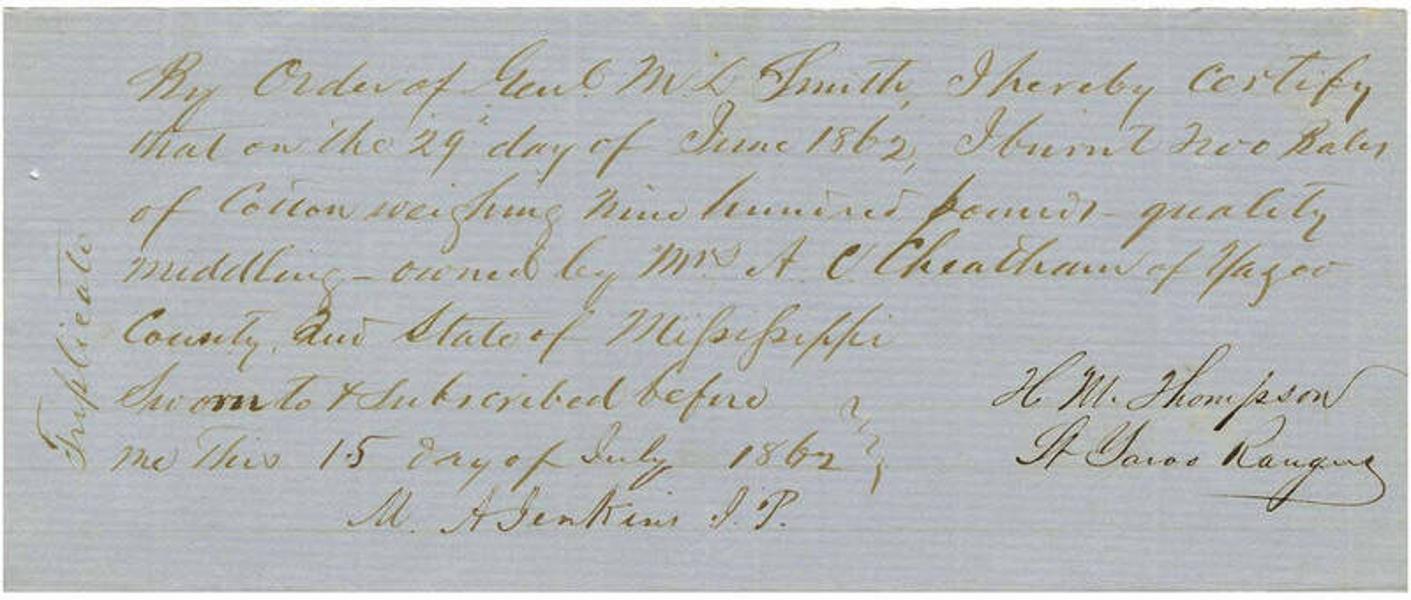 By Order of Genl. M L Smith, I hereby certify
that on the 29 day of June 1862, I burnt Two Bales
of Cotton weighing Nine hundred pounds - quality
middling - owned by Mrs A C Cheatham of Yazoo
County, and State of Mississippi
Sworn to & Subscribed before
me This 15 day of July 1862
M. A Jenkins J. P.
H. M. Thompson
Lt Yazoo Rangers
Triplicate